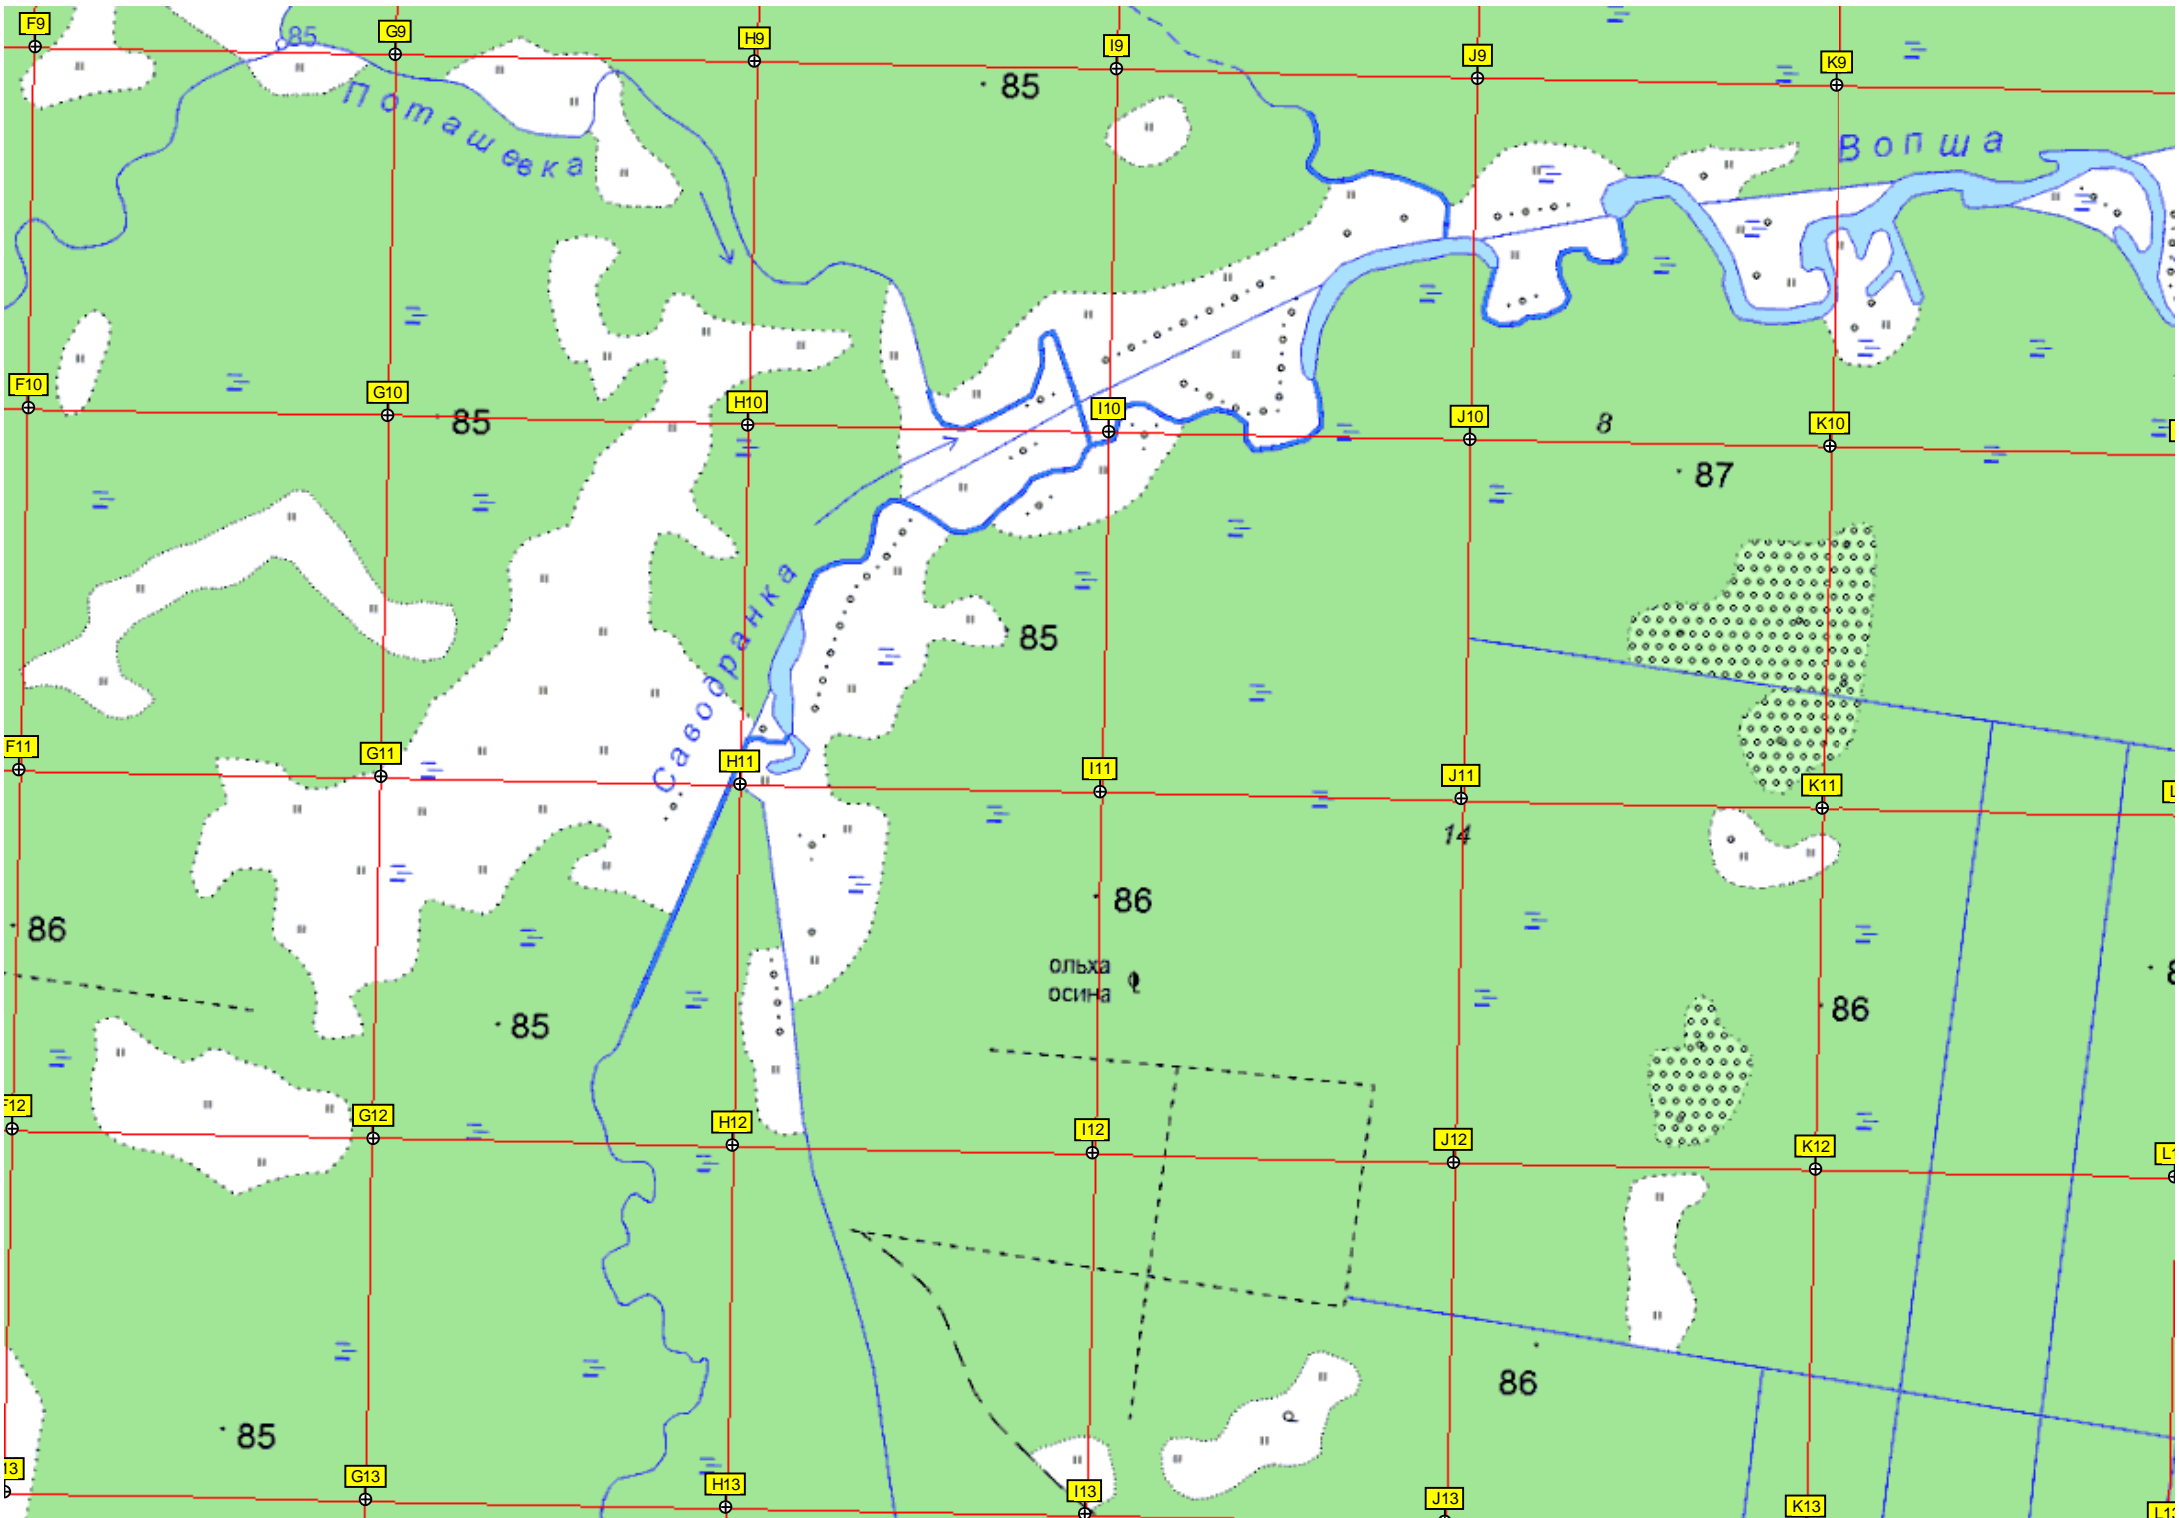 F9
85
G9
H9
I9
J9
K9
Поташевка
85
Вопша
F10
G10
85
H10
I10
J10
8
K10
87
Саводранка
85
F11
G11
H11
I11
J11
K11
14
86
86
ольха
осина
85
86
F12
G12
H12
I12
J12
K12
86
85
13
G13
H13
I13
J13
K13